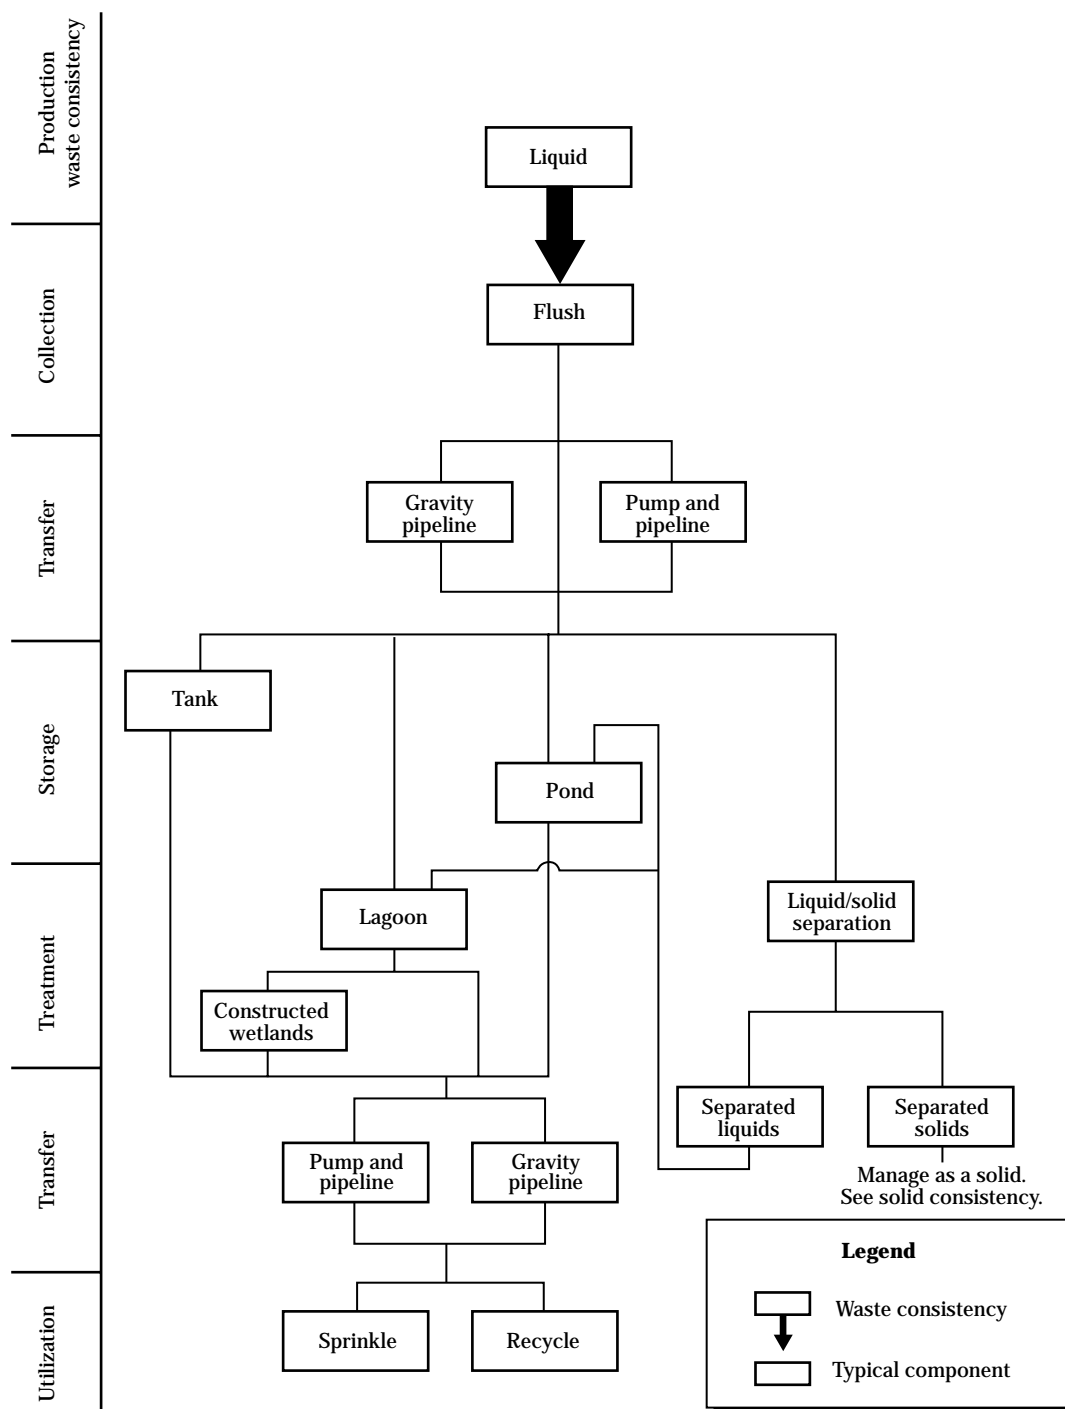 Production
waste consistency
Liquid
Collection
Flush
Transfer
Gravity
pipeline
Pump and
pipeline
Storage
Tank
Pond
Treatment
Lagoon
Liquid/solid
separation
Constructed
wetlands
Separated
liquids
Separated
solids
Manage as a solid.
See solid consistency.
Transfer
Pump and
pipeline
Gravity
pipeline
Utilization
Sprinkle
Recycle
Legend
Waste consistency
Typical component